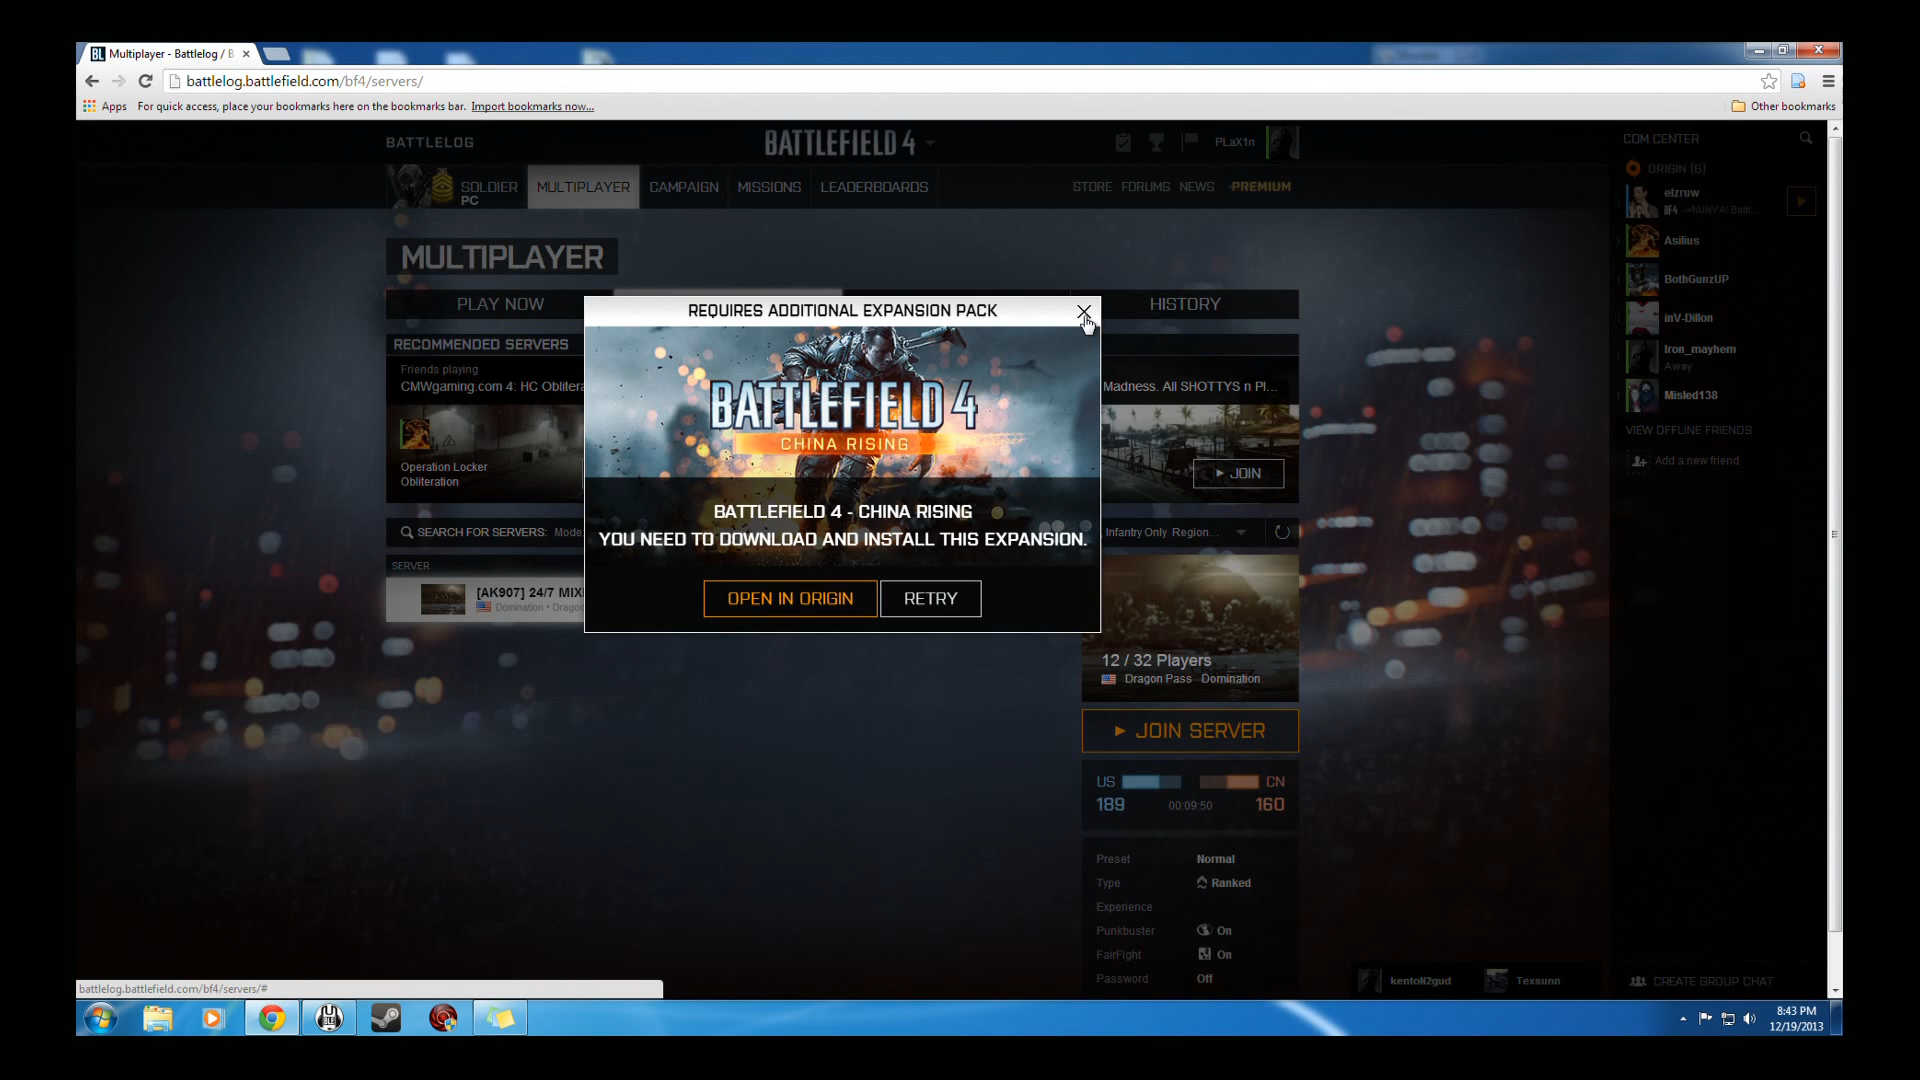 Multiplayer - Battlelog / B
battlelog.battlefield.com/bf4/servers/
Apps For quick access, place your bookmarks here on the bookmarks bar. Import bookmarks now... Other bookmarks
BATTLELOG BATTLEFIELD 4 PLaX1n
SOLDIER
PC
MULTIPLAYER CAMPAIGN MISSIONS LEADERBOARDS STORE FORUMS NEWS PREMIUM
MULTIPLAYER
PLAY NOW HISTORY
REQUIRES ADDITIONAL EXPANSION PACK
RECOMMENDED SERVERS
Friends playing
CMWgaming.com 4: HC Oblitera
Madness. All SHOTTYS n Pl...
BATTLEFIELD 4
CHINA RISING
Operation Locker
Obliteration
JOIN
BATTLEFIELD 4 - CHINA RISING
YOU NEED TO DOWNLOAD AND INSTALL THIS EXPANSION.
OPEN IN ORIGIN RETRY
SEARCH FOR SERVERS: Mode: Infantry Only Region...
SERVER
[AK907] 24/7 MIX
Domination • Drago
12 / 32 Players
Dragon Pass Domination
JOIN SERVER
US CN
189 00:09:50 160
Preset Normal
Type Ranked
Experience
Punkbuster On
FairFight On
Password Off
COM CENTER
ORIGIN (6)
elzruw
BF4 -=NUNYA! Battl...
Asilius
BothGunzUP
inV-Dillon
Iron_mayhem
Away
Misled138
VIEW OFFLINE FRIENDS
Add a new friend
kentoN2gud Texsunn CREATE GROUP CHAT
battlelog.battlefield.com/bf4/servers/#
8:43 PM
12/19/2013